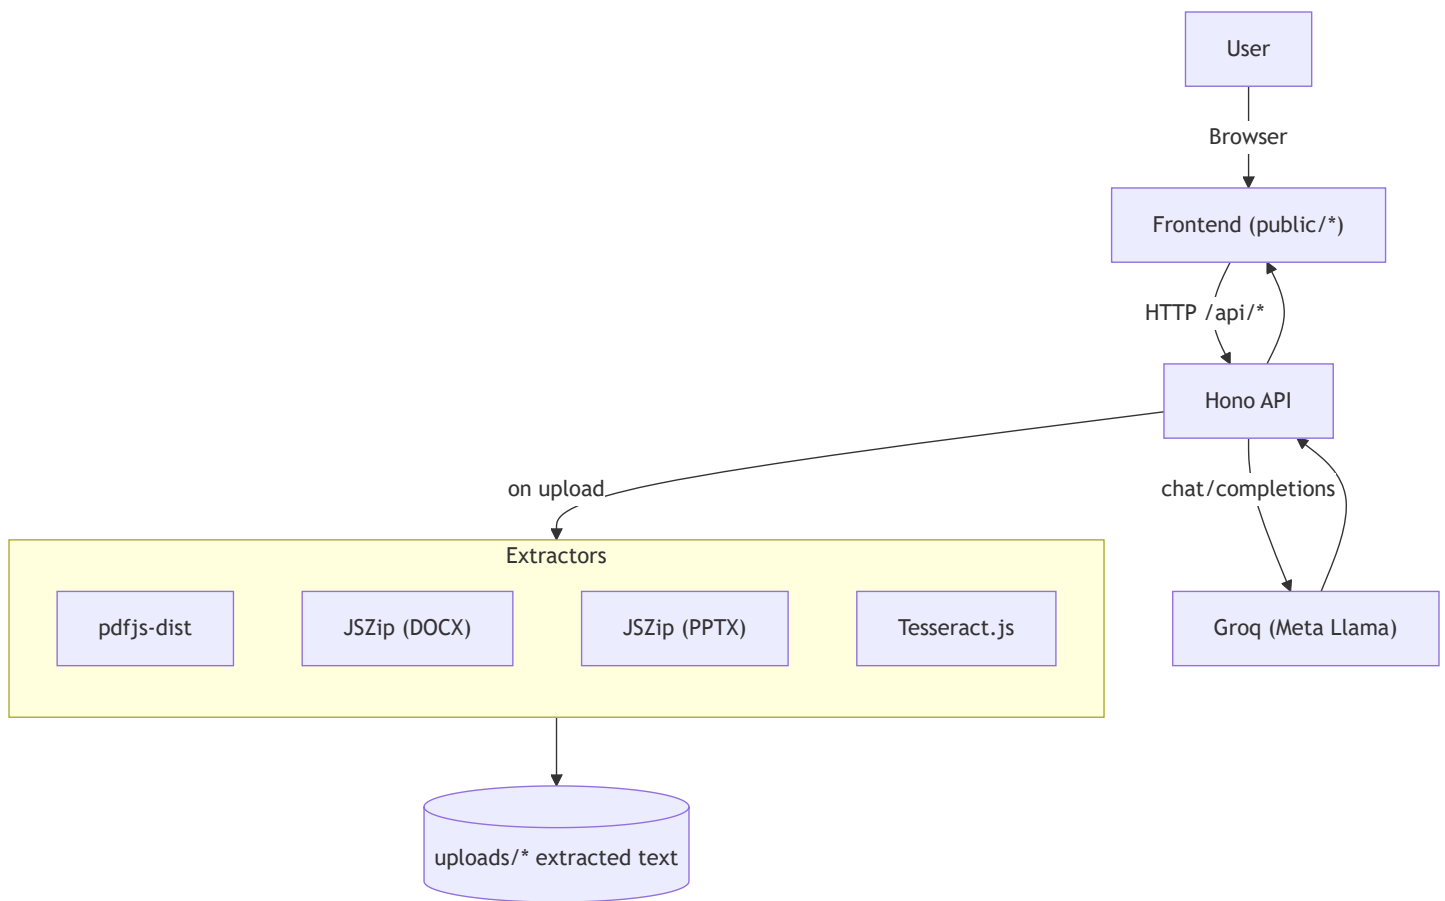 User
Browser
Frontend (public/*)
HTTP /api/*
Hono API
on upload
chat/completions
Extractors
pdfjs-dist
JSZip (DOCX)
JSZip (PPTX)
Tesseract.js
Groq (Meta Llama)
uploads/* extracted text